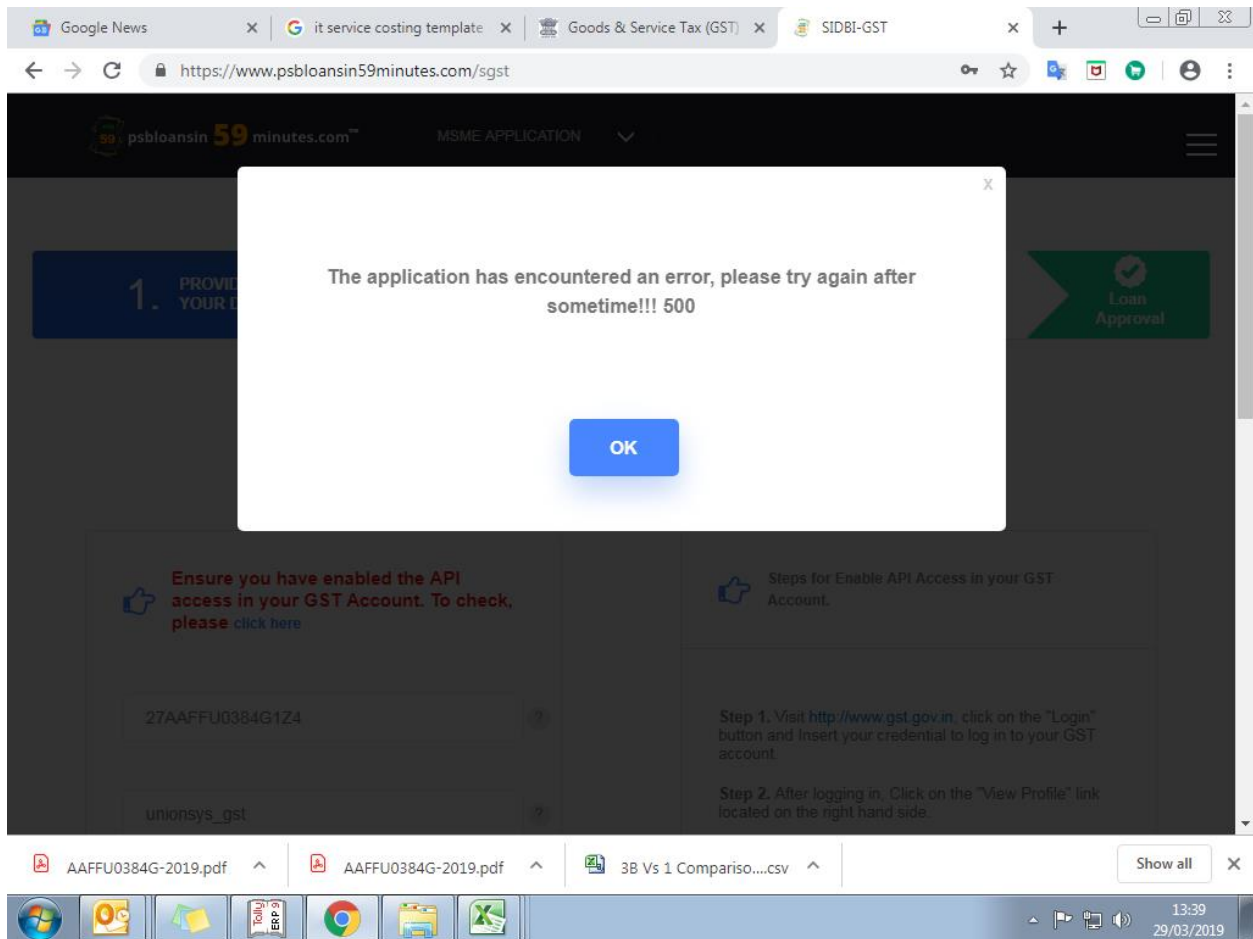 Google News
it service costing template
Goods & Service Tax (GST)
SIDBI-GST
https://www.psbloansin59minutes.com/sgst
59 psbloansin 59 minutes.com
MSME APPLICATION
X
The application has encountered an error, please try again after
sometime!!! 500
OK
1. PROVID
YOUR D
Loan
Approval
Ensure you have enabled the API
access in your GST Account. To check,
please click here
Steps for Enable API Access in your GST
Account.
27AAFFU0384G1Z4 ?
unionsys_gst ?
Step 1. Visit http://www.gst.gov.in, click on the "Login"
button and Insert your credential to log in to your GST
account.
Step 2. After logging in, Click on the "View Profile" link
located on the right hand side.
AAFFU0384G-2019.pdf
AAFFU0384G-2019.pdf
3B Vs 1 Compariso....csv
Show all
Tally
ERP 9
13:39
29/03/2019